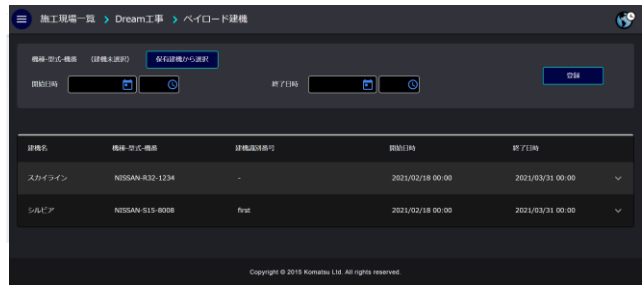 施工現場一覧 > Dream工事 > ペイロード建機
機種-型式-機番 (建機未選択) 保有建機から選択
開始日時 終了日時 登録
建機名 機種-型式-機番 建機識別番号 開始日時 終了日時
スカイライン NISSAN-R32-1234 - 2021/02/18 00:00 2021/03/31 00:00
シルビア NISSAN-S15-8008 first 2021/02/18 00:00 2021/03/31 00:00
Copyright © 2015 Komatsu Ltd. All rights reserved.